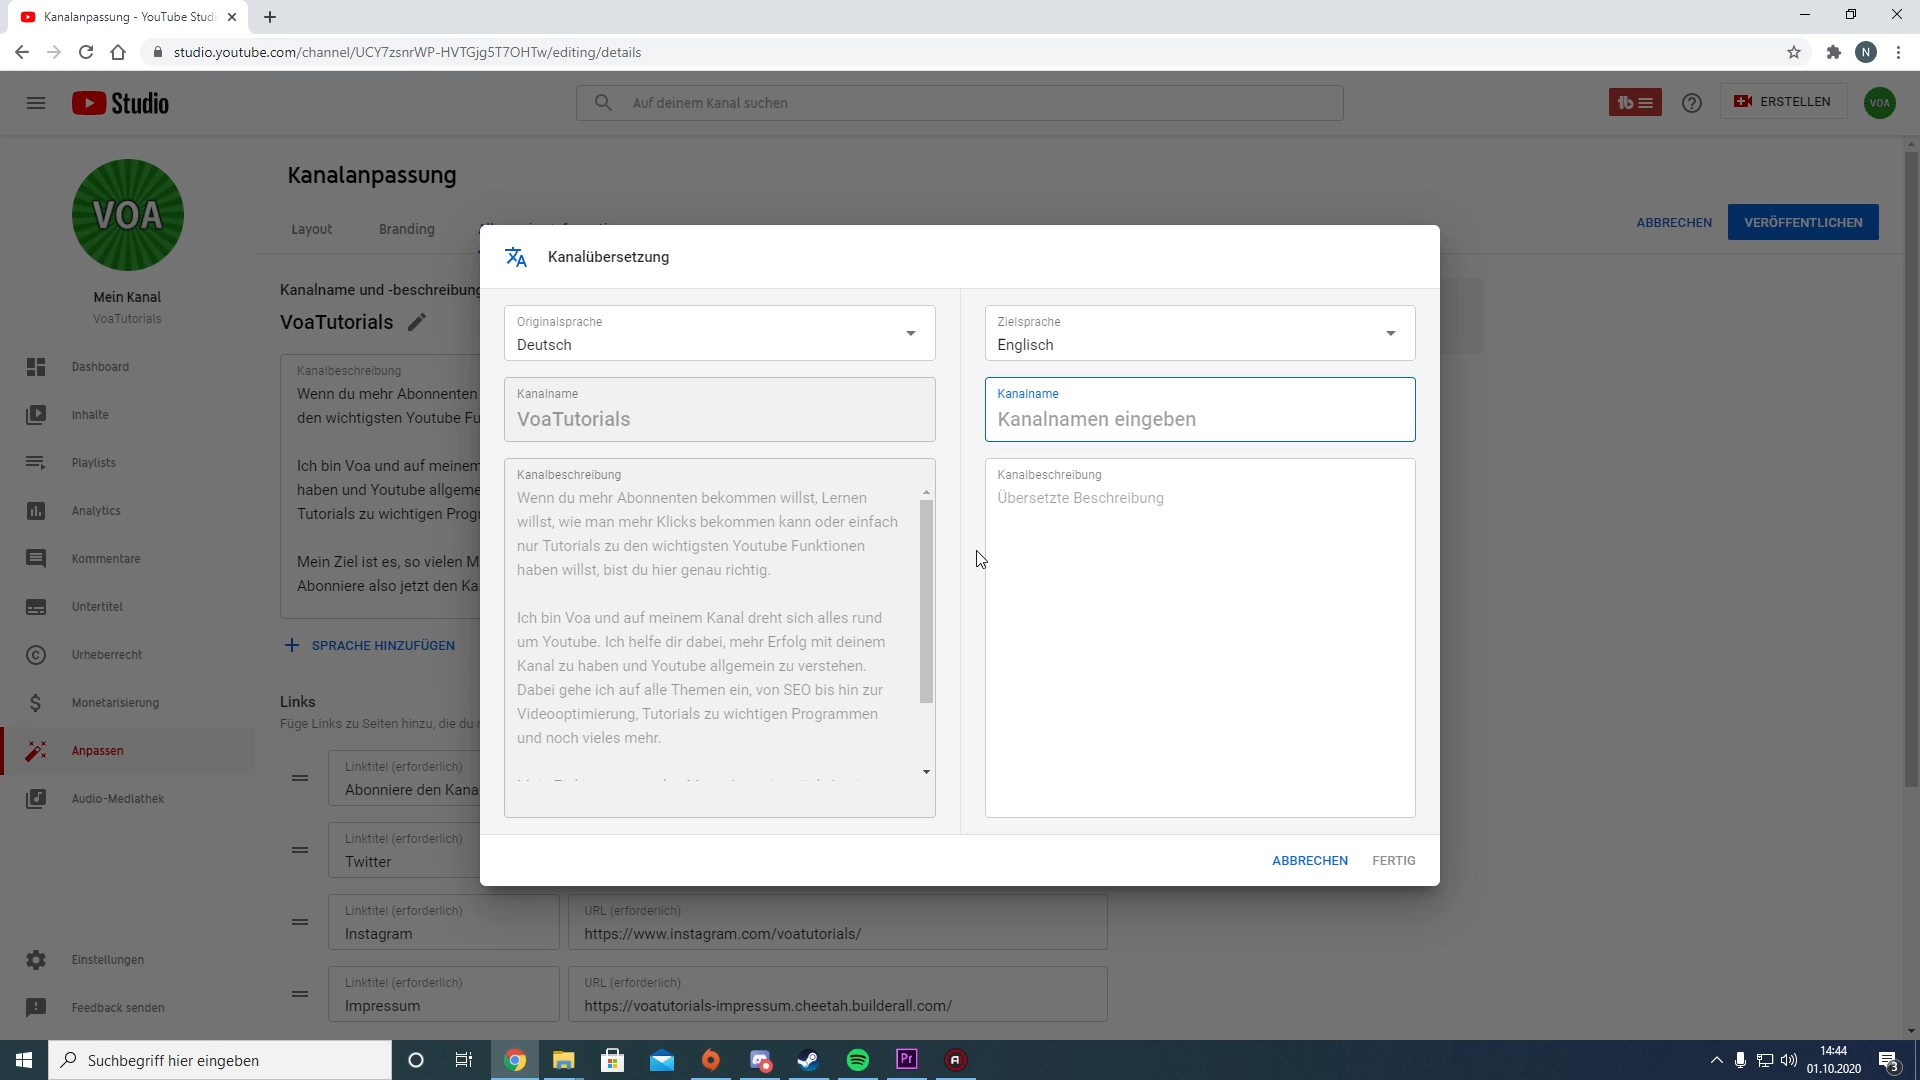 Kanalanpassung - YouTube Studi
studio.youtube.com/channel/UCY7zsnrWP-HVTGjg5T7OHTw/editing/details
N
Studio
Auf deinem Kanal suchen
ERSTELLEN
VOA
VOA
Mein Kanal
VoaTutorials
Dashboard
Inhalte
Playlists
Analytics
Kommentare
Untertitel
Urheberrecht
Monetarisierung
Anpassen
Audio-Mediathek
Einstellungen
Feedback senden
Kanalanpassung
Layout
Branding
ABBRECHEN
VERÖFFENTLICHEN
Kanalname und -beschreibung
VoaTutorials
Kanalbeschreibung
Wenn du mehr Abonnenten
den wichtigsten Youtube Fu
Ich bin Voa und auf meinem
haben und Youtube allgeme
Tutorials zu wichtigen Prog
Mein Ziel ist es, so vielen M
Abonniere also jetzt den Ka
SPRACHE HINZUFÜGEN
Links
Füge Links zu Seiten hinzu, die du
Linktitel (erforderlich)
Abonniere den Kana
Linktitel (erforderlich)
Twitter
Linktitel (erforderlich)
Instagram
URL (erforderlich)
https://www.instagram.com/voatutorials/
Linktitel (erforderlich)
Impressum
URL (erforderlich)
https://voatutorials-impressum.cheetah.builderall.com/
Kanalübersetzung
Originalsprache
Deutsch
Kanalname
VoaTutorials
Kanalbeschreibung
Wenn du mehr Abonnenten bekommen willst, Lernen
willst, wie man mehr Klicks bekommen kann oder einfach
nur Tutorials zu den wichtigsten Youtube Funktionen
haben willst, bist du hier genau richtig.
Ich bin Voa und auf meinem Kanal dreht sich alles rund
um Youtube. Ich helfe dir dabei, mehr Erfolg mit deinem
Kanal zu haben und Youtube allgemein zu verstehen.
Dabei gehe ich auf alle Themen ein, von SEO bis hin zur
Videooptimierung, Tutorials zu wichtigen Programmen
und noch vieles mehr.
Zielsprache
Englisch
Kanalname
Kanalnamen eingeben
Kanalbeschreibung
Übersetzte Beschreibung
ABBRECHEN
FERTIG
Suchbegriff hier eingeben
Pr
14:44
01.10.2020
3